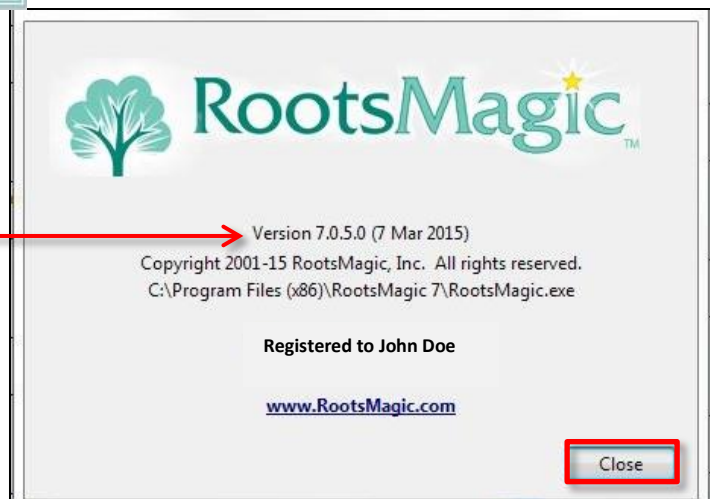 RootsMagic TM
Version 7.0.5.0 (7 Mar 2015)
Copyright 2001-15 RootsMagic, Inc. All rights reserved.
C:\Program Files (x86)\RootsMagic 7\RootsMagic.exe
Registered to John Doe
www.RootsMagic.com
Close